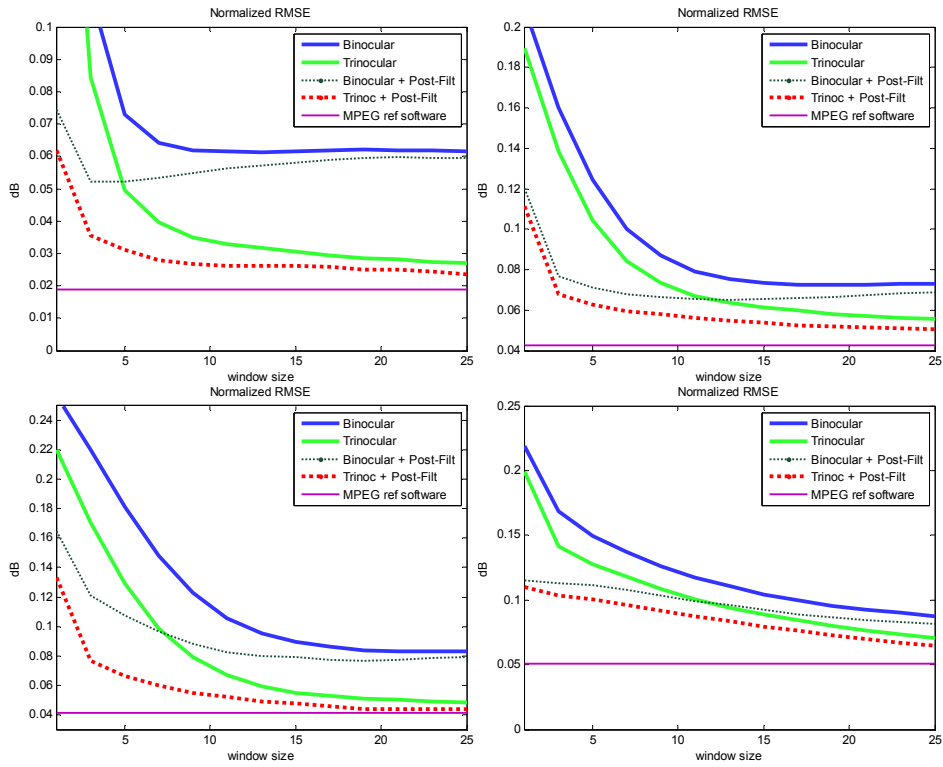 Normalized RMSE
0.1
0.09
0.08
0.07
0.06
0.05
0.04
0.03
0.02
0.01
0
dB
5
10
15
20
25
window size
Binocular
Trinocular
Binocular + Post-Filt
Trinoc + Post-Filt
MPEG ref software
Normalized RMSE
0.2
0.18
0.16
0.14
0.12
0.1
0.08
0.06
0.04
dB
5
10
15
20
25
window size
Binocular
Trinocular
Binocular + Post-Filt
Trinoc + Post-Filt
MPEG ref software
Normalized RMSE
0.24
0.22
0.2
0.18
0.16
0.14
0.12
0.1
0.08
0.06
0.04
dB
5
10
15
20
25
window size
Binocular
Trinocular
Binocular + Post-Filt
Trinoc + Post-Filt
MPEG ref software
Normalized RMSE
0.25
0.2
0.15
0.1
0.05
0
dB
5
10
15
20
25
window size
Binocular
Trinocular
Binocular + Post-Filt
Trinoc + Post-Filt
MPEG ref software